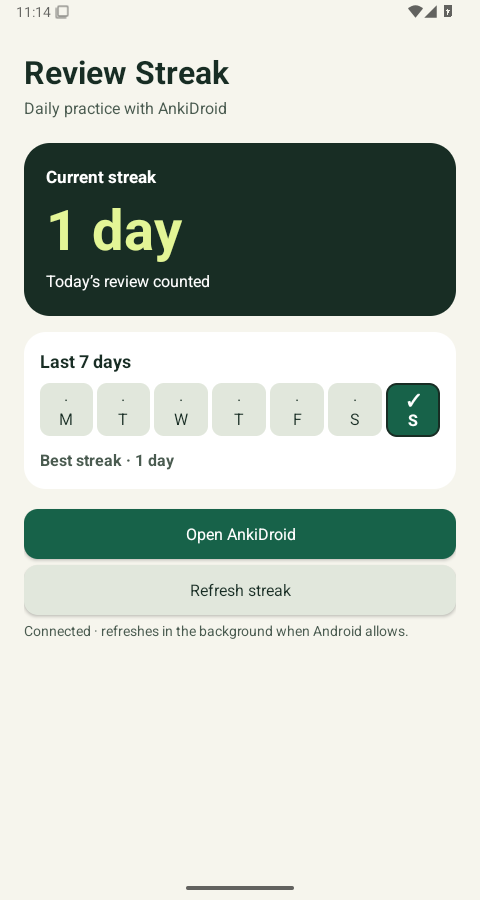 11:14
Review Streak
Daily practice with AnkiDroid
Current streak
1 day
Today’s review counted
Last 7 days
· · · · · · ✓
M T W T F S S
Best streak · 1 day
Open AnkiDroid
Refresh streak
Connected · refreshes in the background when Android allows.